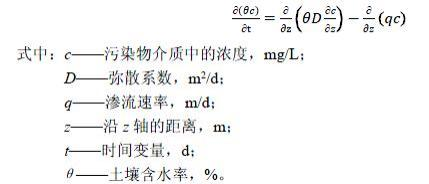 ∂(θc)/∂t = ∂/∂z (θD ∂c/∂z) − ∂/∂z (qc)
式中：c——污染物介质中的浓度，mg/L；
D——弥散系数，m²/d；
q——渗流速率，m/d；
z——沿 z 轴的距离，m；
t——时间变量，d；
θ——土壤含水率，%。